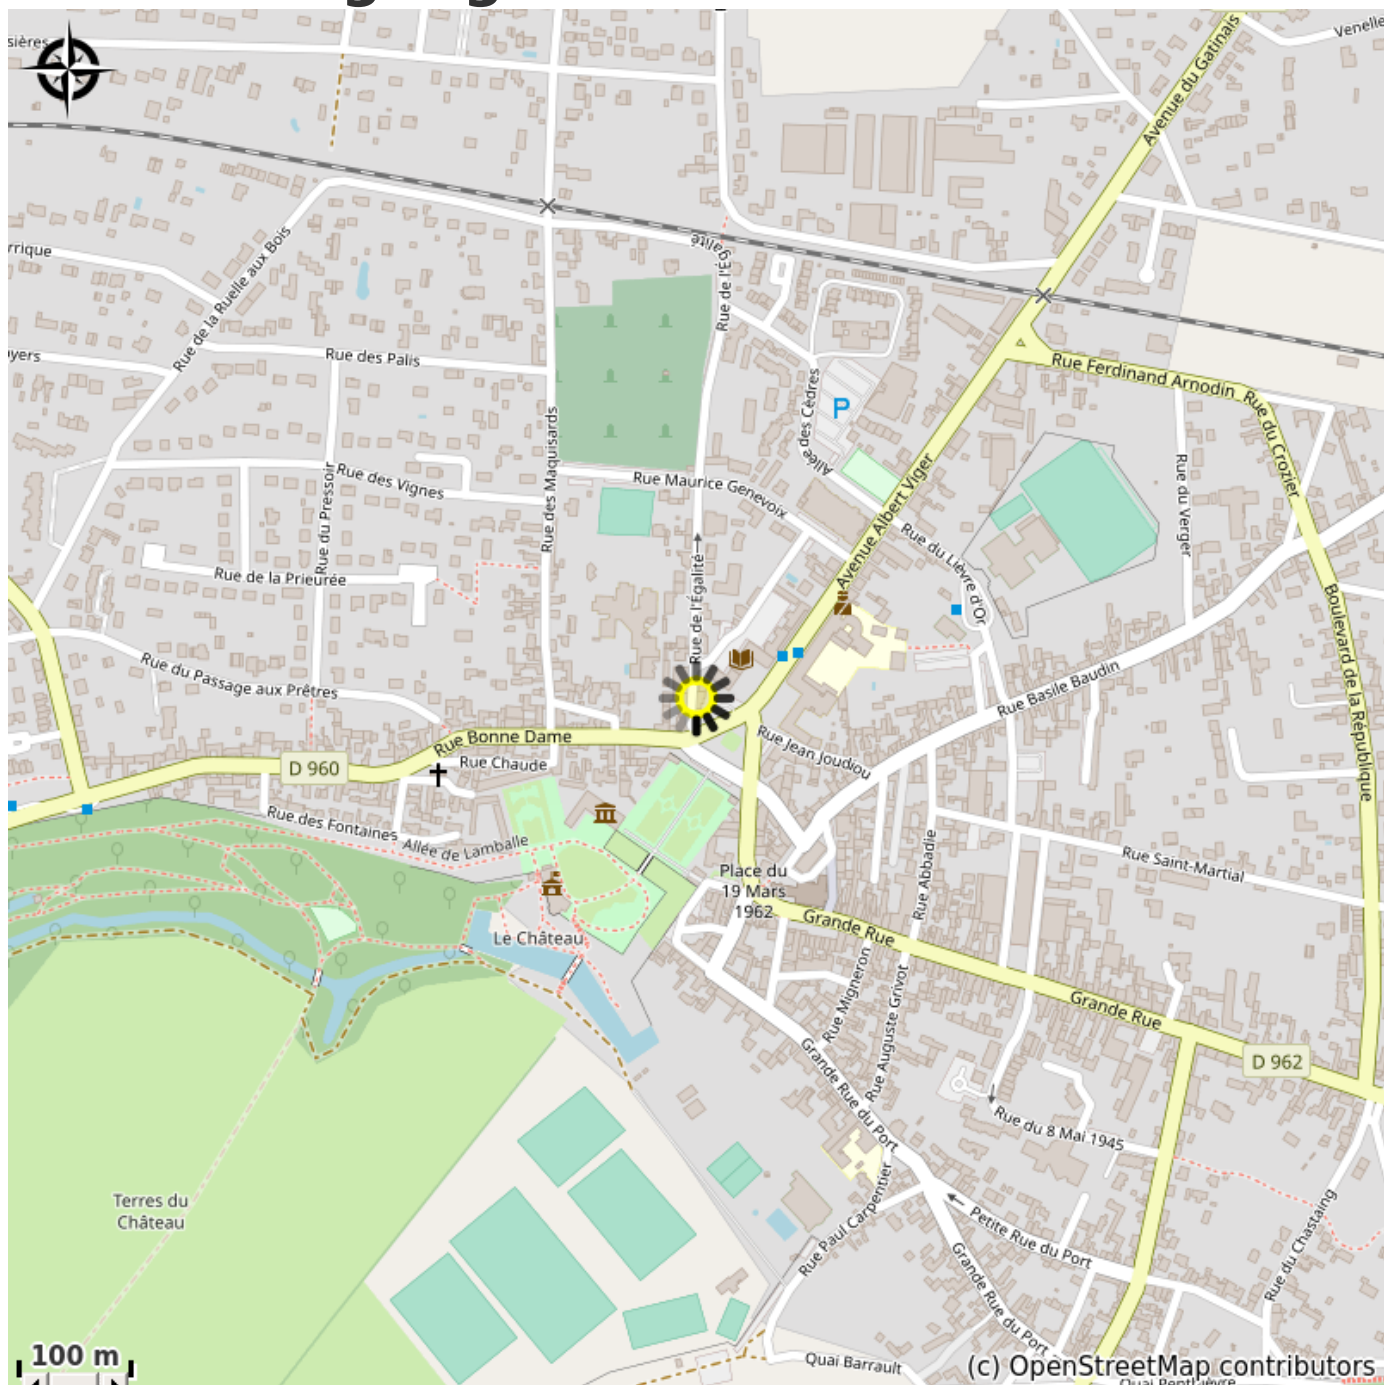 sières
Venelle
Avenue du Gatinais
rrique
Rue de la Ruelle aux Bois
Égalité
Rue de l'Égalité
yers
Rue des Palis
Rue Ferdinand Arnodin
Rue du Crozier
P
Allée des Cèdres
Rue des Maquisards
Rue Maurice Genevoix
Avenue Albert Viger
Rue des Vignes
Rue du Pressoir
Rue du Verger
Rue du Lièvre d'Or
Rue de la Prieurée
Rue de l'Égalité
Boulevard de la République
Rue du Passage aux Prêtres
Rue Basile Baudin
Rue Bonne Dame
Rue Jean Joudiou
D 960
Rue Chaude
Rue des Fontaines
Allée de Lamballe
Place du
19 Mars
1962
Rue Abbadie
Rue Saint-Martial
Grande Rue
Le Château
Rue Migneron
Rue Auguste Grivot
Grande Rue
D 962
Grande Rue du Port
Rue du 8 Mai 1945
Terres du
Château
Rue Paul Carpentier
Petite Rue du Port
Rue du Chastaing
Grande Rue du Port
100 m
Quai Barrault
(c) OpenStreetMap contributors